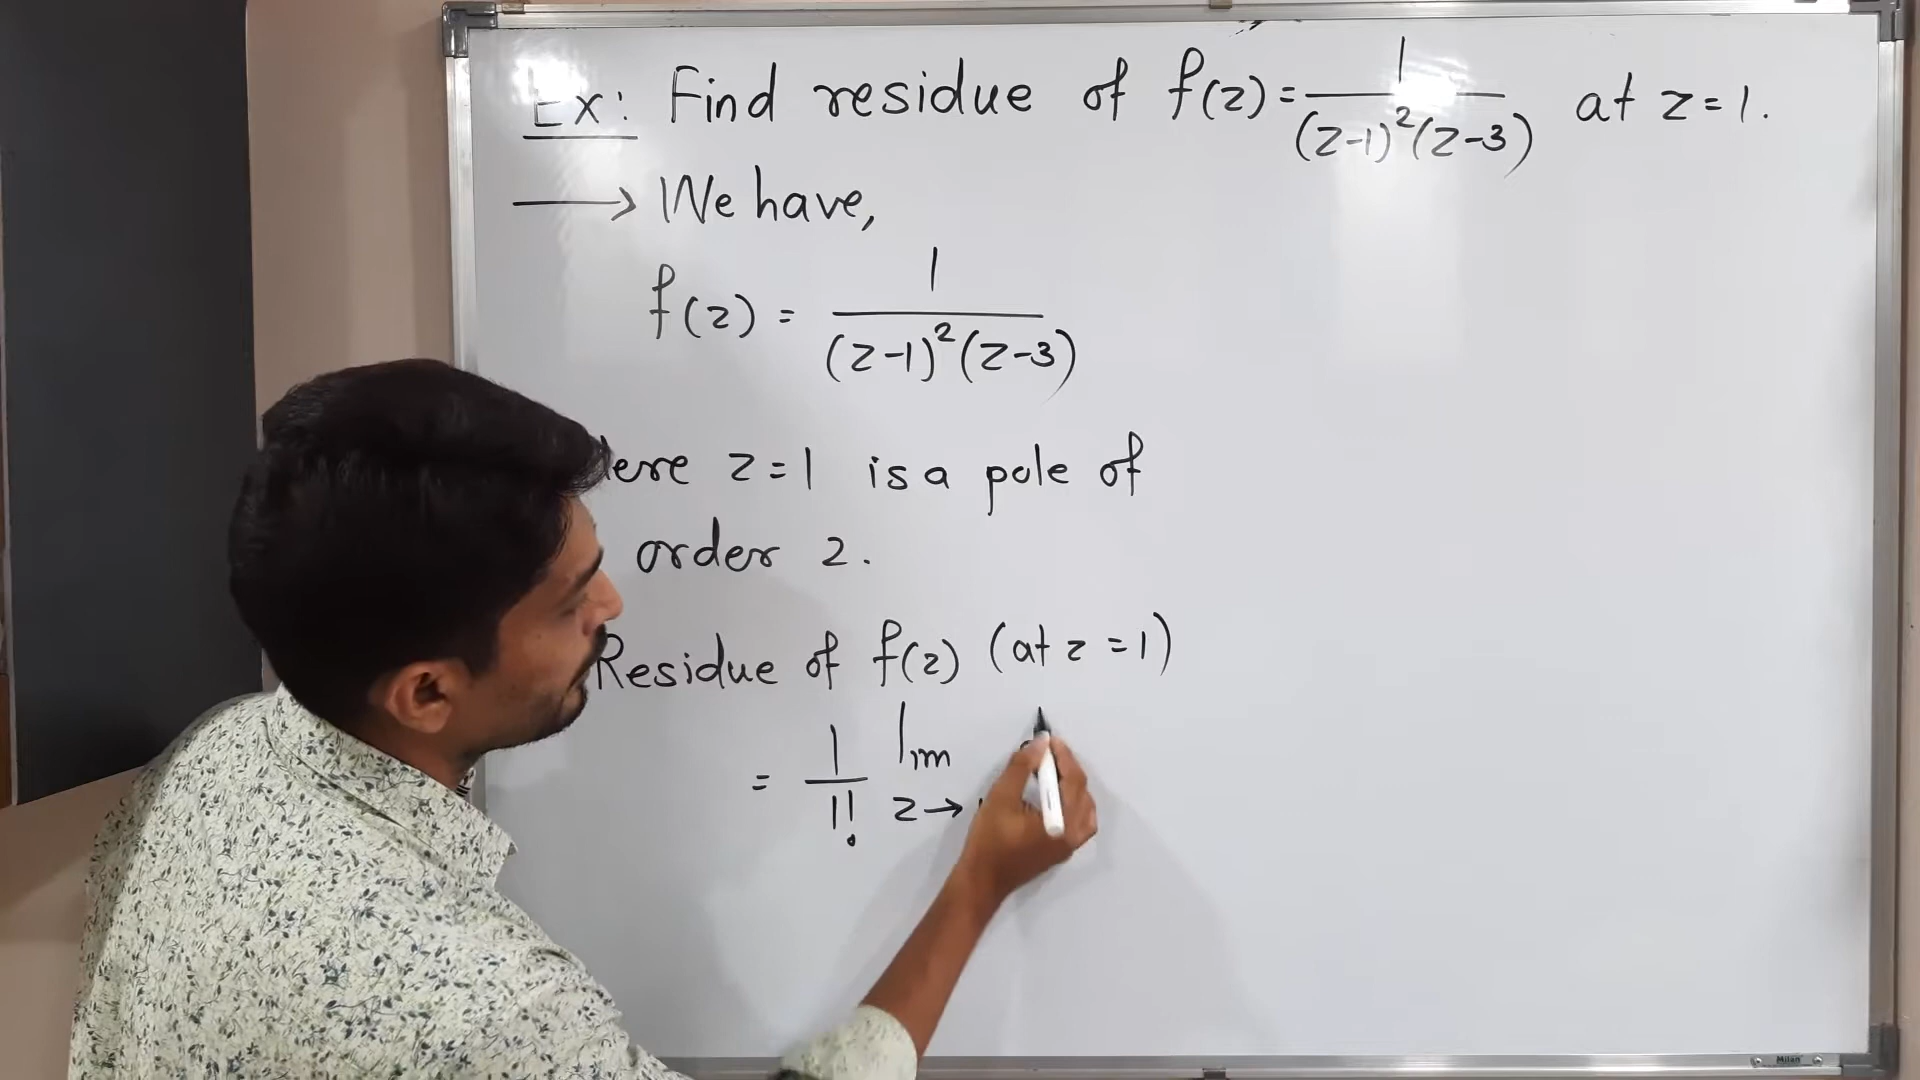 Ex: Find residue of f(z) = 1/((z-1)²(z-3)) at z=1.
→ We have,
f(z) = 1/((z-1)²(z-3))
z=1 is a pole of
order 2.
Residue of f(z) (at z=1)
= 1/1! lim z→
Milan